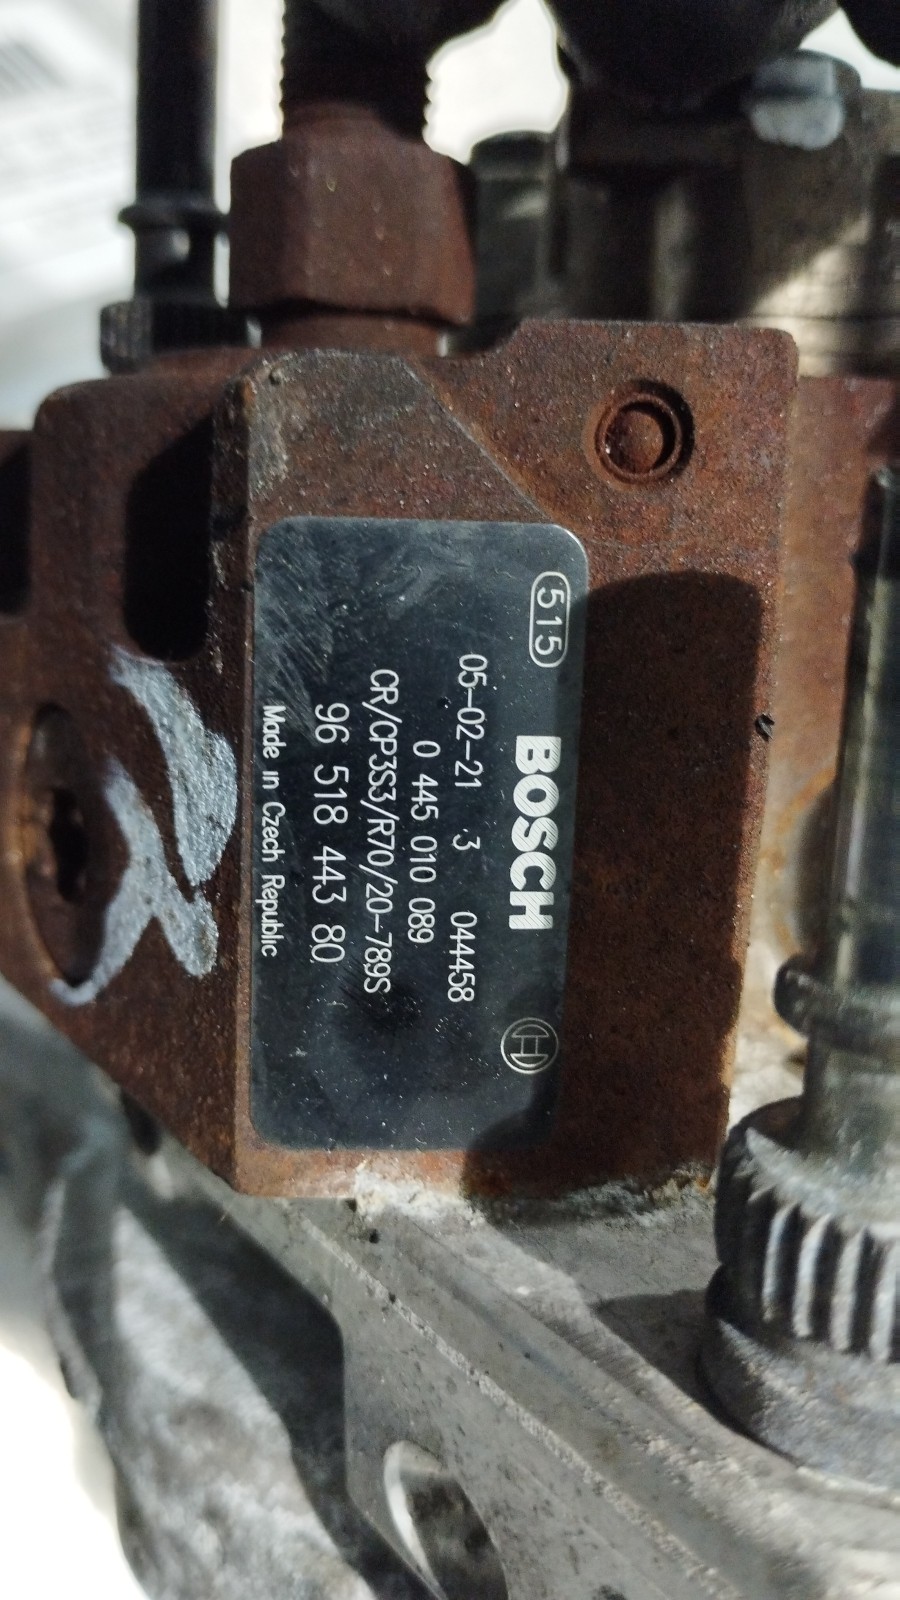 515 BOSCH
05-02-21 3 044458
0 445 010 089
CR/CP3S3/R70/20-789S
96 518 443 80
Made in Czech Republic